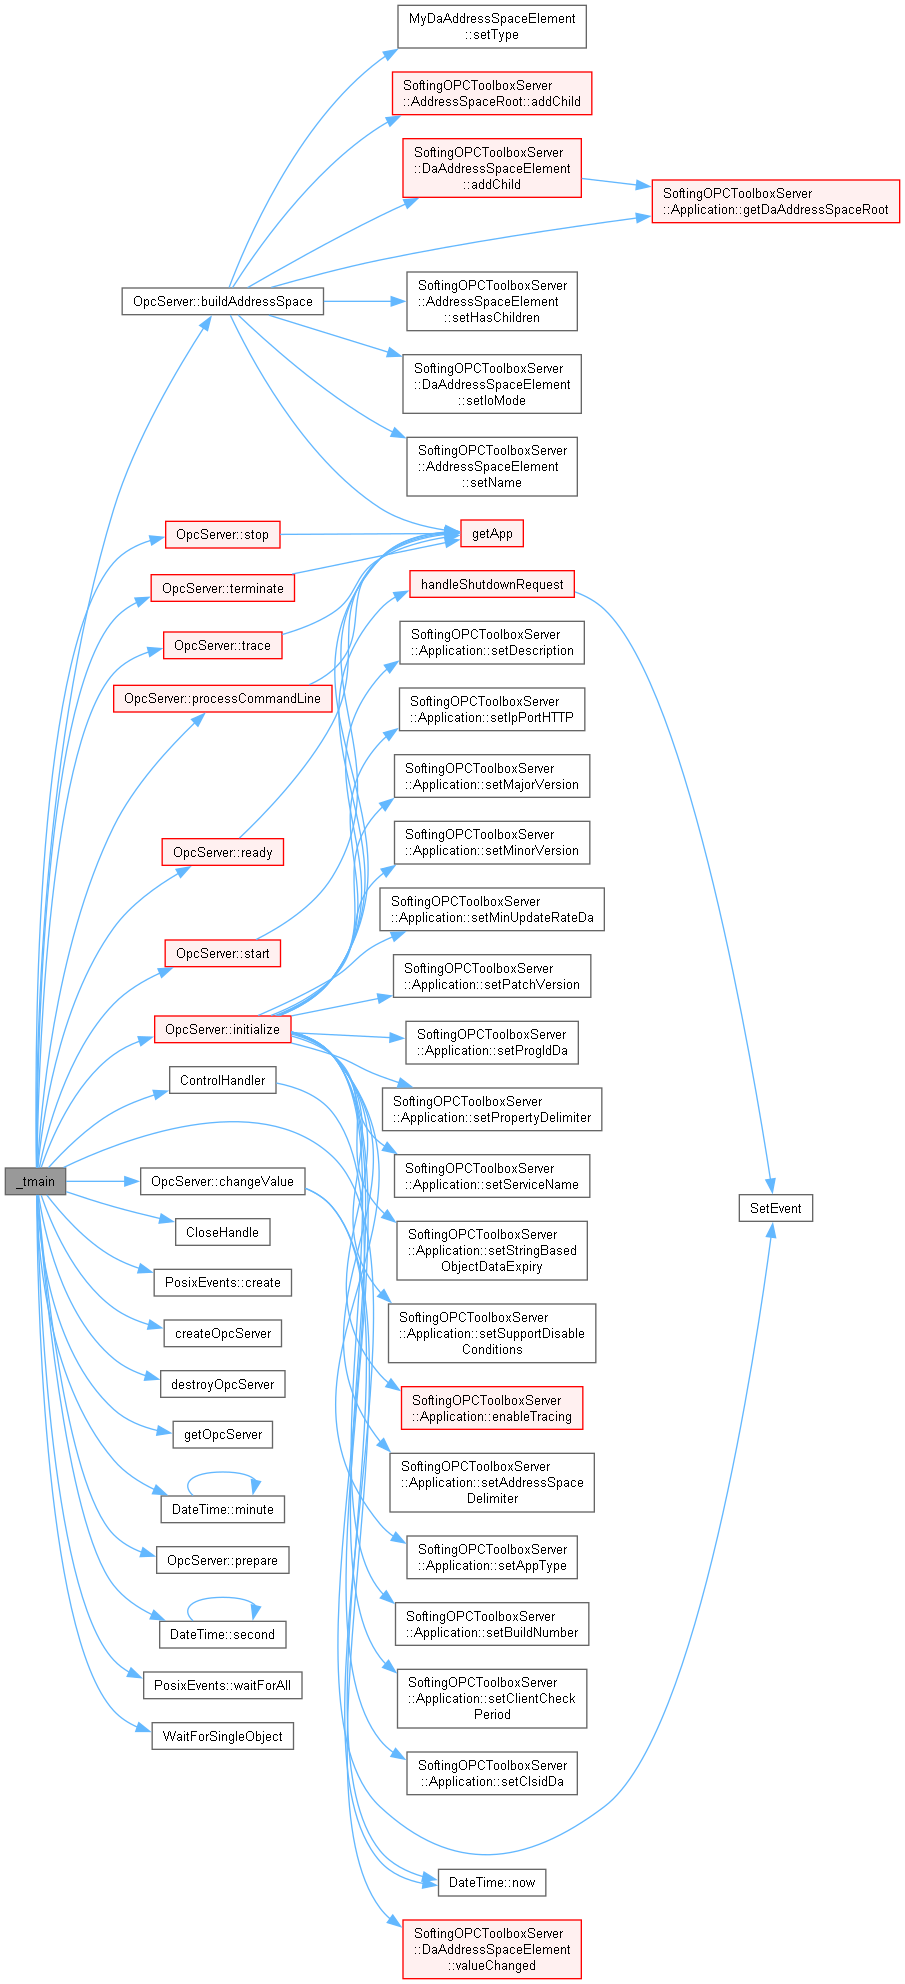 MyDaAddressSpaceElement
::setType
SoftingOPCToolboxServer
::AddressSpaceRoot::addChild
SoftingOPCToolboxServer
::DaAddressSpaceElement
::addChild
SoftingOPCToolboxServer
::Application::getDaAddressSpaceRoot
OpcServer::buildAddressSpace
SoftingOPCToolboxServer
::AddressSpaceElement
::setHasChildren
SoftingOPCToolboxServer
::DaAddressSpaceElement
::setIoMode
SoftingOPCToolboxServer
::AddressSpaceElement
::setName
OpcServer::stop
getApp
OpcServer::terminate
handleShutdownRequest
OpcServer::trace
SoftingOPCToolboxServer
::Application::setDescription
OpcServer::processCommandLine
SoftingOPCToolboxServer
::Application::setIpPortHTTP
SoftingOPCToolboxServer
::Application::setMajorVersion
OpcServer::ready
SoftingOPCToolboxServer
::Application::setMinorVersion
SoftingOPCToolboxServer
::Application::setMinUpdateRateDa
OpcServer::start
SoftingOPCToolboxServer
::Application::setPatchVersion
OpcServer::initialize
SoftingOPCToolboxServer
::Application::setProgIdDa
ControlHandler
SoftingOPCToolboxServer
::Application::setPropertyDelimiter
_tmain
OpcServer::changeValue
SoftingOPCToolboxServer
::Application::setServiceName
SetEvent
CloseHandle
SoftingOPCToolboxServer
::Application::setStringBased
ObjectDataExpiry
PosixEvents::create
createOpcServer
SoftingOPCToolboxServer
::Application::setSupportDisable
Conditions
destroyOpcServer
SoftingOPCToolboxServer
::Application::enableTracing
getOpcServer
SoftingOPCToolboxServer
::Application::setAddressSpace
Delimiter
DateTime::minute
OpcServer::prepare
SoftingOPCToolboxServer
::Application::setAppType
DateTime::second
SoftingOPCToolboxServer
::Application::setBuildNumber
PosixEvents::waitForAll
SoftingOPCToolboxServer
::Application::setClientCheck
Period
WaitForSingleObject
SoftingOPCToolboxServer
::Application::setClsidDa
DateTime::now
SoftingOPCToolboxServer
::DaAddressSpaceElement
::valueChanged